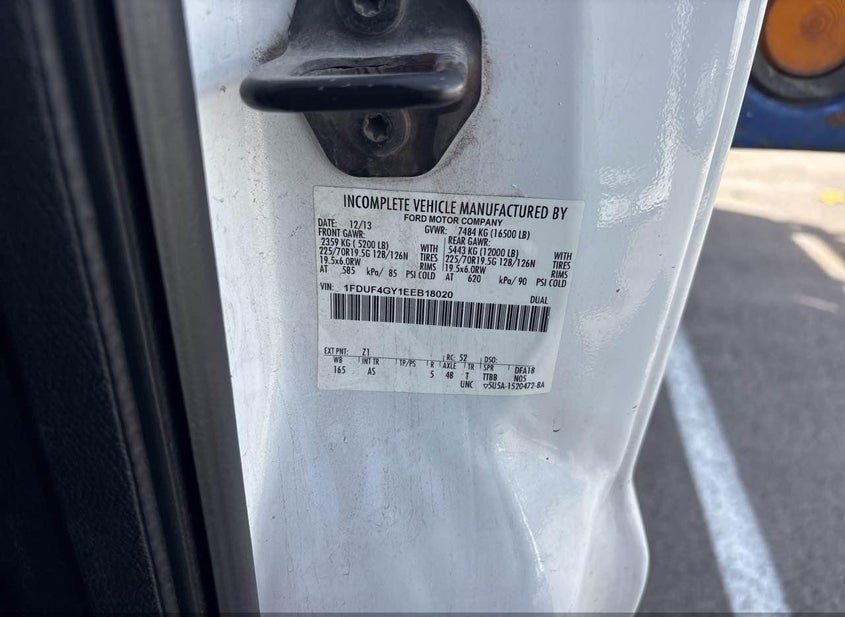 INCOMPLETE VEHICLE MANUFACTURED BY
FORD MOTOR COMPANY
DATE: 12/13 GVWR: 7484 KG (16500 LB)
FRONT GAWR: REAR GAWR:
2359 KG ( 5200 LB) WITH 5443 KG (12000 LB) WITH
225/70R19.5G 128/126N TIRES 225/70R19.5G 128/126N TIRES
19.5x6.0RW RIMS 19.5x6.0RW RIMS
AT 585 kPa/ 85 PSI COLD AT 620 kPa/ 90 PSI COLD
VIN: 1FDUF4GY1EEB18020 DUAL
EXT PNT: Z1 RC: 52 DSO:
WB INT TR TP/PS R AXLE TR SPR DFA18
165 AS 5 48 T TTBB N05
UNC ▽5U5A-1520472-BA